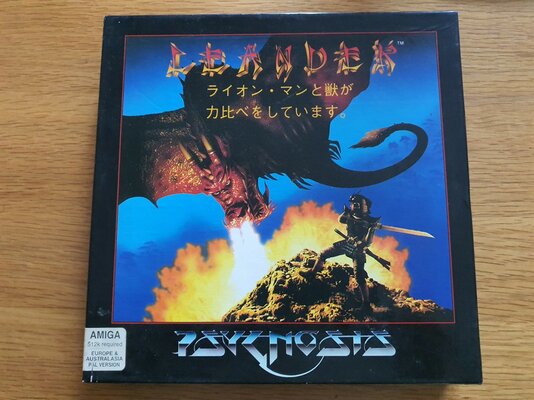 LEANDER™
ライオン・マンと獣が
力比べをしています。
PSYGNOSIS
AMIGA
512k required
EUROPE &
AUSTRALASIA
PAL VERSION